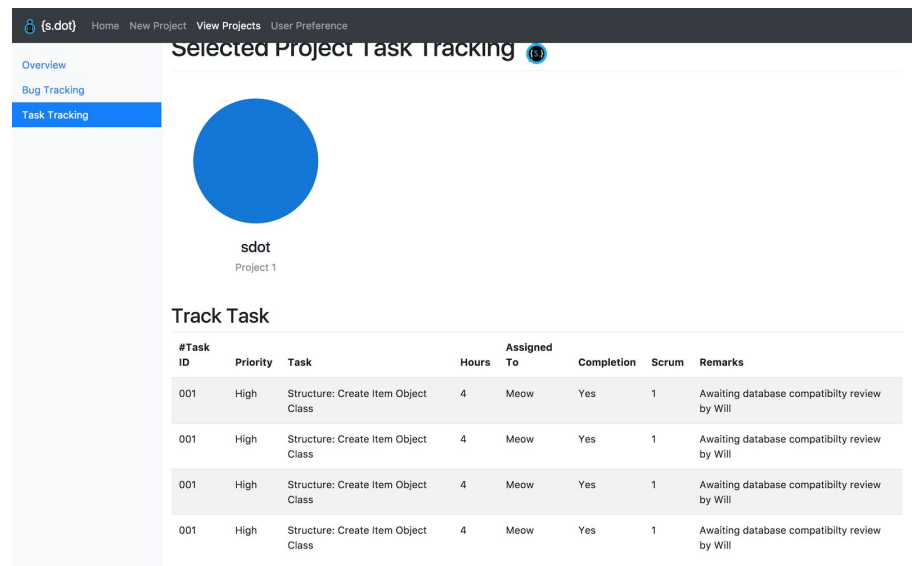 {s.dot} Home New Project View Projects User Preference
Selected Project Task Tracking {S.}
Overview
Bug Tracking
Task Tracking
sdot
Project 1
Track Task
#Task ID Priority Task Hours Assigned To Completion Scrum Remarks
001 High Structure: Create Item Object Class 4 Meow Yes 1 Awaiting database compatibilty review by Will
001 High Structure: Create Item Object Class 4 Meow Yes 1 Awaiting database compatibilty review by Will
001 High Structure: Create Item Object Class 4 Meow Yes 1 Awaiting database compatibilty review by Will
001 High Structure: Create Item Object Class 4 Meow Yes 1 Awaiting database compatibilty review by Will